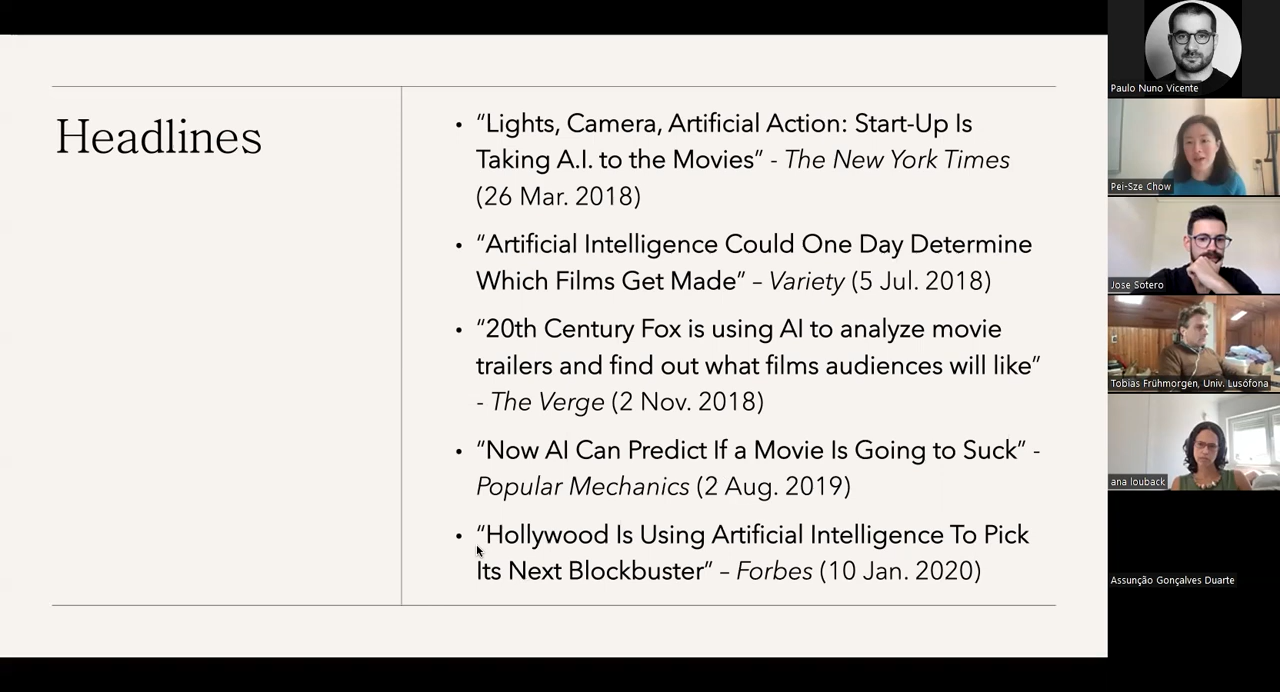 Headlines
• “Lights, Camera, Artificial Action: Start-Up Is
Taking A.I. to the Movies” - The New York Times
(26 Mar. 2018)
• “Artificial Intelligence Could One Day Determine
Which Films Get Made” – Variety (5 Jul. 2018)
• “20th Century Fox is using AI to analyze movie
trailers and find out what films audiences will like”
- The Verge (2 Nov. 2018)
• “Now AI Can Predict If a Movie Is Going to Suck” -
Popular Mechanics (2 Aug. 2019)
• “Hollywood Is Using Artificial Intelligence To Pick
Its Next Blockbuster” – Forbes (10 Jan. 2020)
Paulo Nuno Vicente
Pei-Sze Chow
Jose Sotero
Tobias Frühmorgen, Univ. Lusófona
ana louback
Assunção Gonçalves Duarte